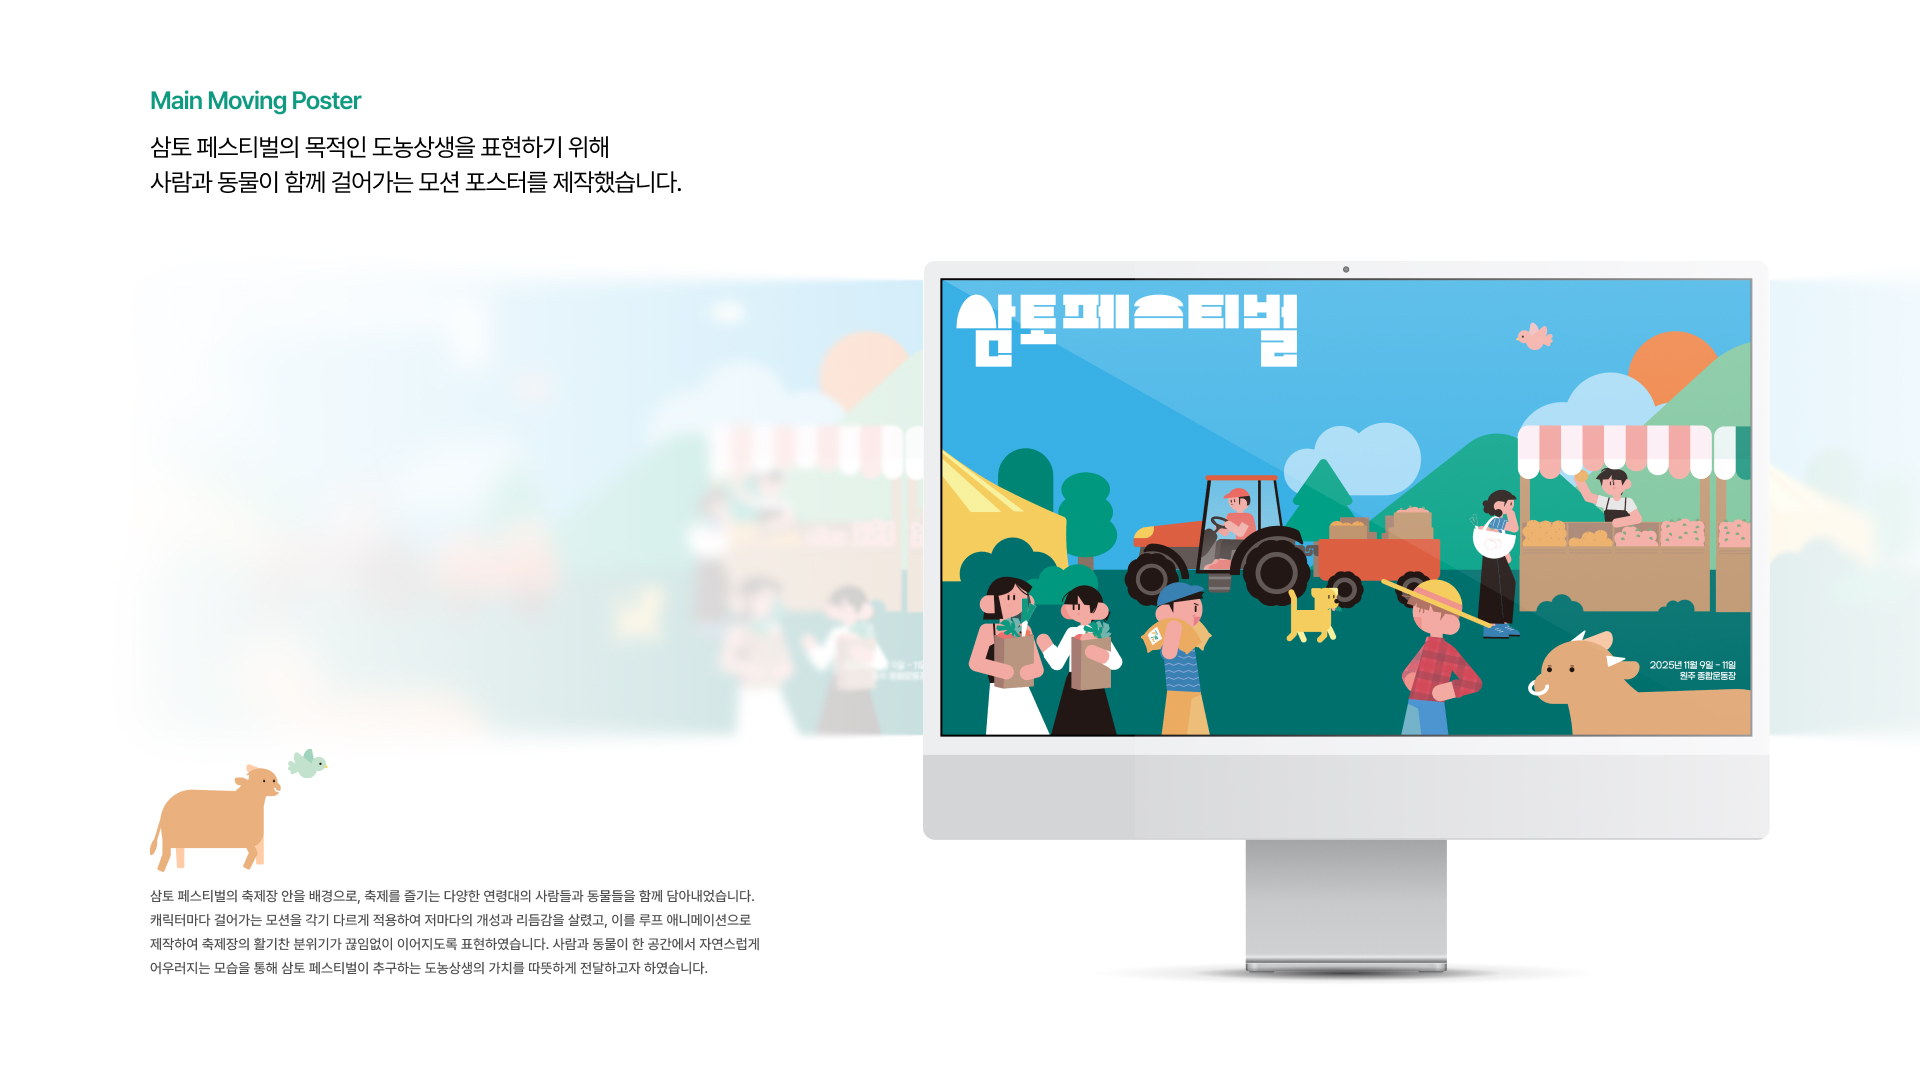 Main Moving Poster
삼토 페스티벌의 목적인 도농상생을 표현하기 위해
사람과 동물이 함께 걸어가는 모션 포스터를 제작했습니다.
삼토페스티벌
2025년 11월 9일 - 11일
원주 종합운동장
삼토 페스티벌의 축제장 안을 배경으로, 축제를 즐기는 다양한 연령대의 사람들과 동물들을 함께 담아내었습니다.
캐릭터마다 걸어가는 모션을 각기 다르게 적용하여 저마다의 개성과 리듬감을 살렸고, 이를 루프 애니메이션으로
제작하여 축제장의 활기찬 분위기가 끊임없이 이어지도록 표현하였습니다. 사람과 동물이 한 공간에서 자연스럽게
어우러지는 모습을 통해 삼토 페스티벌이 추구하는 도농상생의 가치를 따뜻하게 전달하고자 하였습니다.